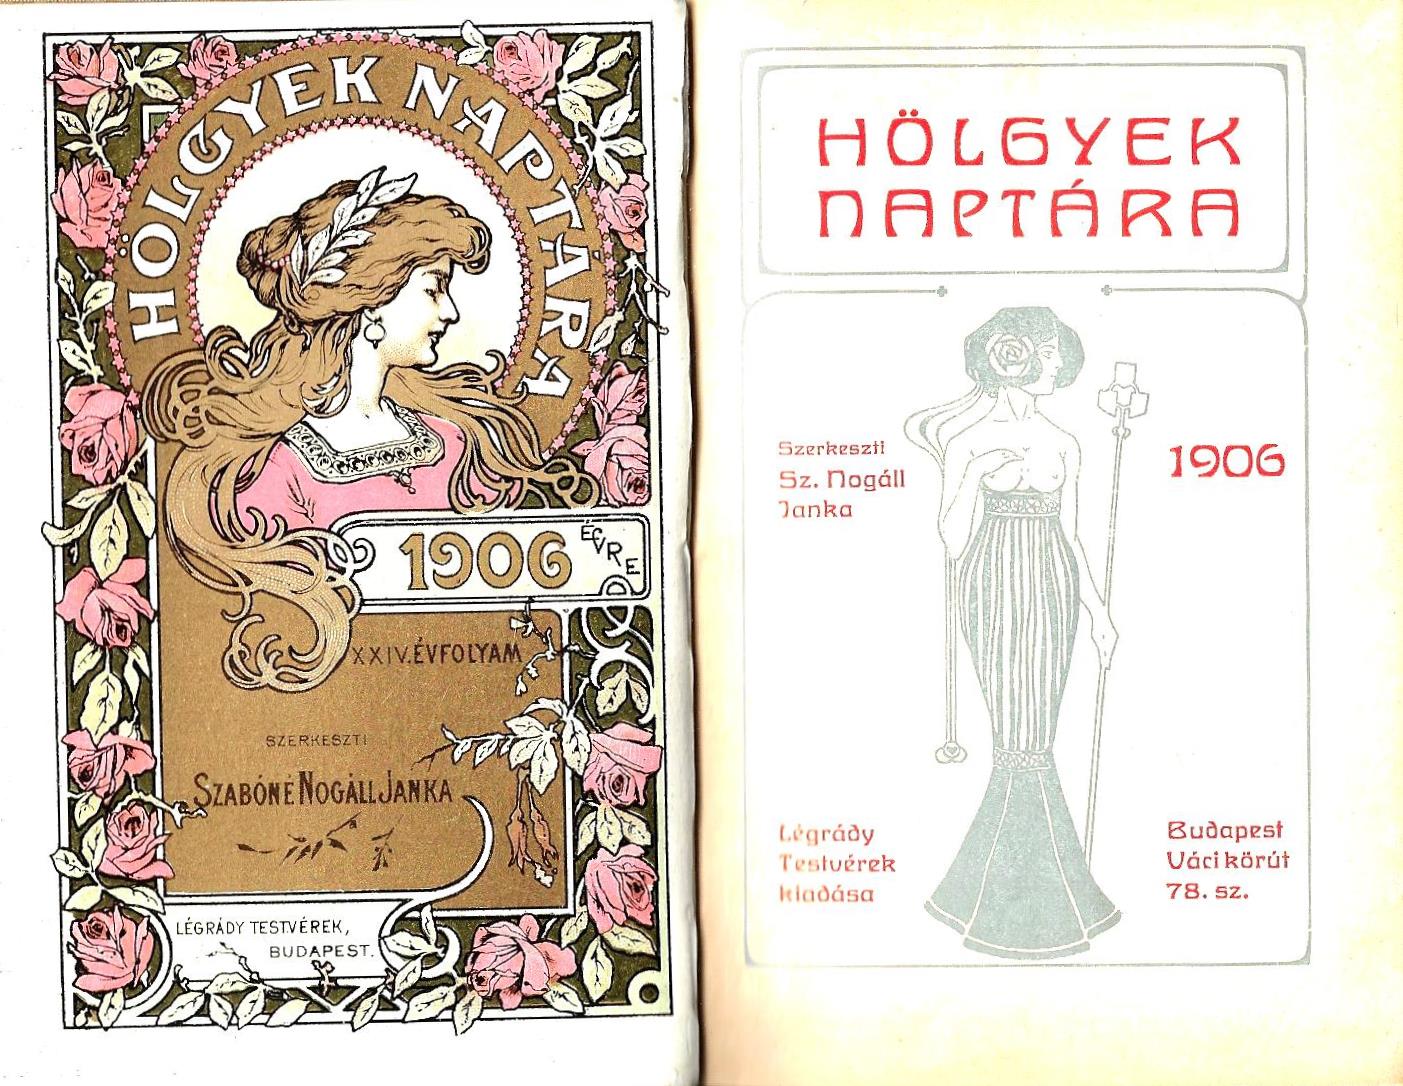 HÖLGYEK NAPTÁRA
1906 ÉVRE
XXIV. ÉVFOLYAM
SZERKESZTI
SZABÓNÉ NOGÁLL JANKA
LÉGRÁDY TESTVÉREK,
BUDAPEST.
HÖLGYEK
NAPTÁRA
Szerkeszti
Sz. Nogáll
Janka
1906
Légrády
Testvérek
kiadása
Budapest
Váci körút
78. sz.